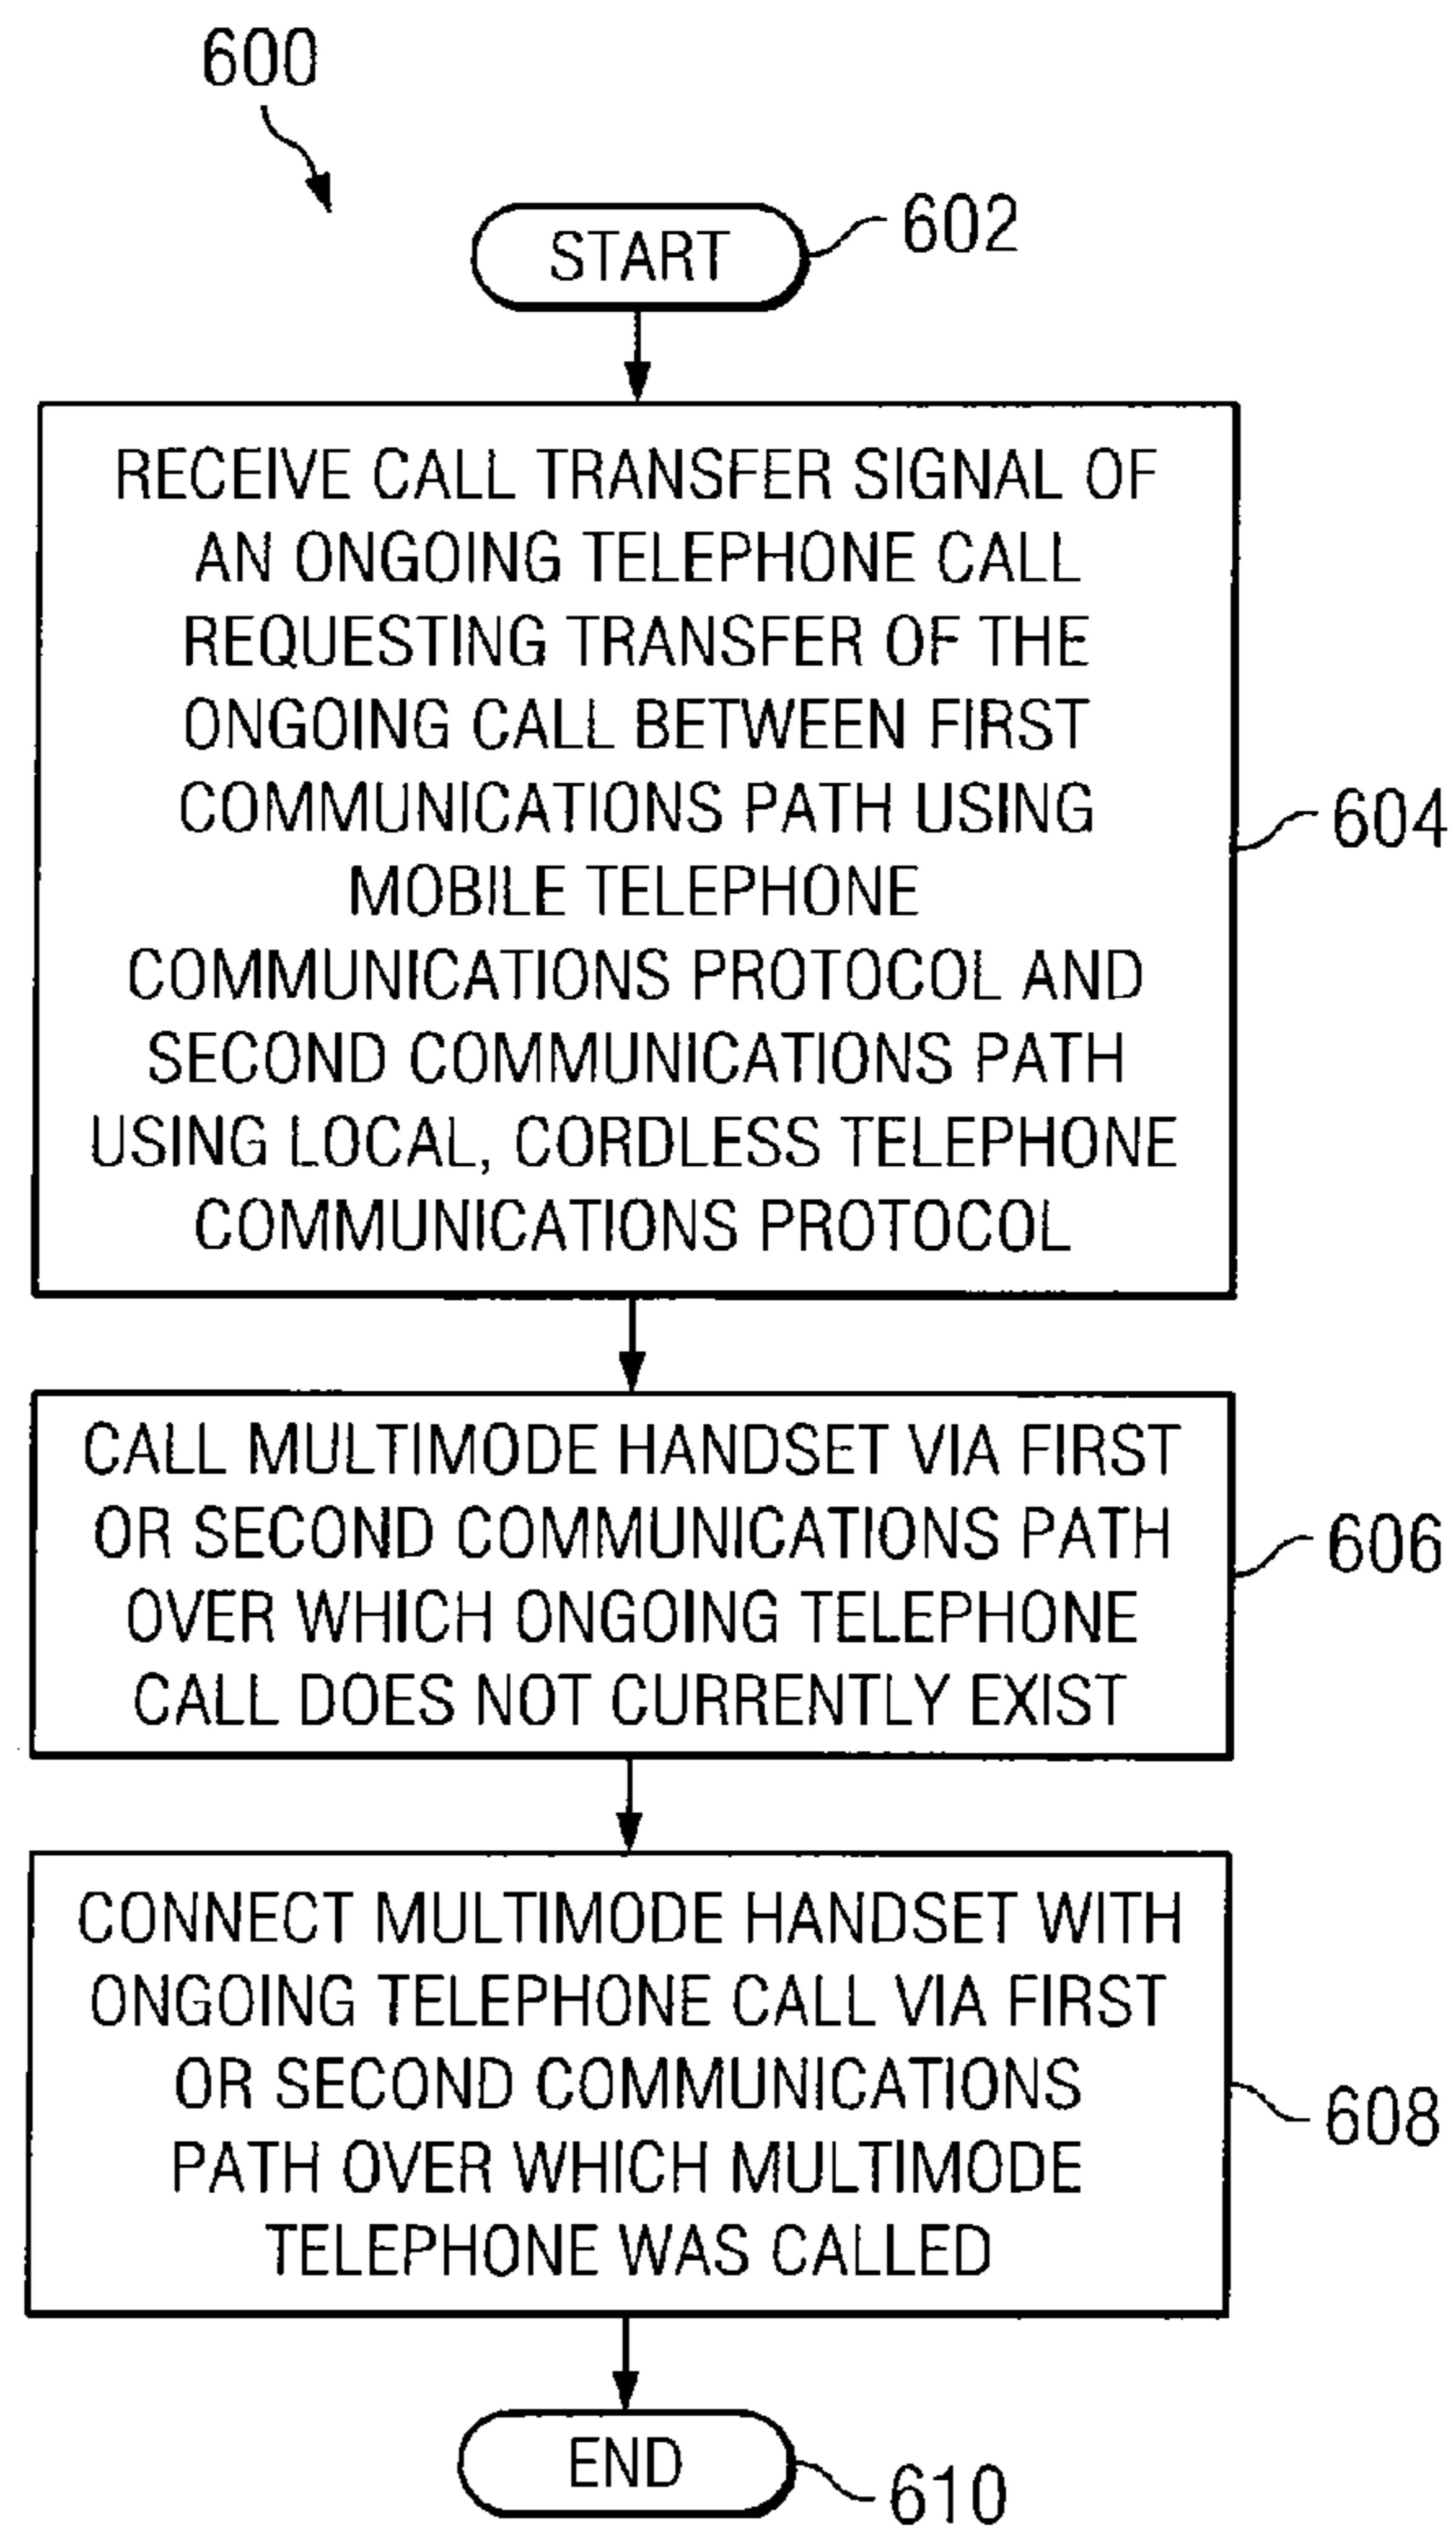 600
START
602
RECEIVE CALL TRANSFER SIGNAL OF
AN ONGOING TELEPHONE CALL
REQUESTING TRANSFER OF THE
ONGOING CALL BETWEEN FIRST
COMMUNICATIONS PATH USING
MOBILE TELEPHONE
COMMUNICATIONS PROTOCOL AND
SECOND COMMUNICATIONS PATH
USING LOCAL, CORDLESS TELEPHONE
COMMUNICATIONS PROTOCOL
604
CALL MULTIMODE HANDSET VIA FIRST
OR SECOND COMMUNICATIONS PATH
OVER WHICH ONGOING TELEPHONE
CALL DOES NOT CURRENTLY EXIST
606
CONNECT MULTIMODE HANDSET WITH
ONGOING TELEPHONE CALL VIA FIRST
OR SECOND COMMUNICATIONS
PATH OVER WHICH MULTIMODE
TELEPHONE WAS CALLED
608
END
610